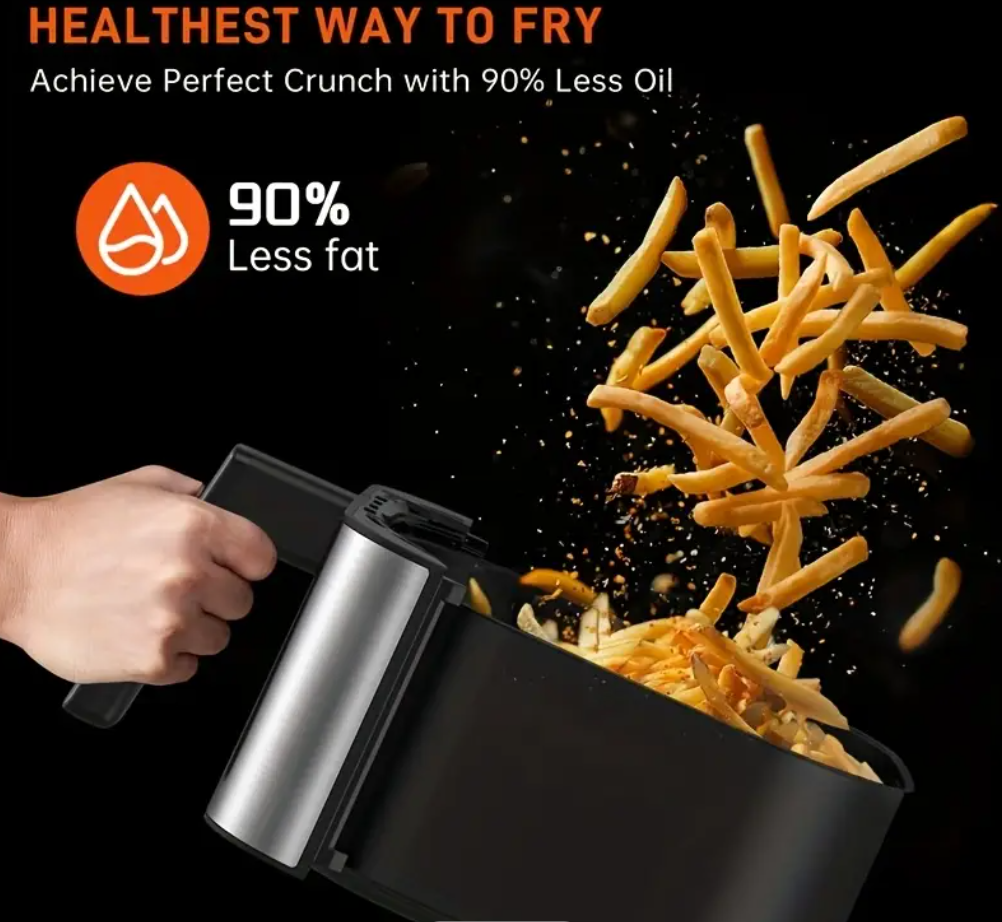 HEALTHEST WAY TO FRY
Achieve Perfect Crunch with 90% Less Oil
90%
Less fat